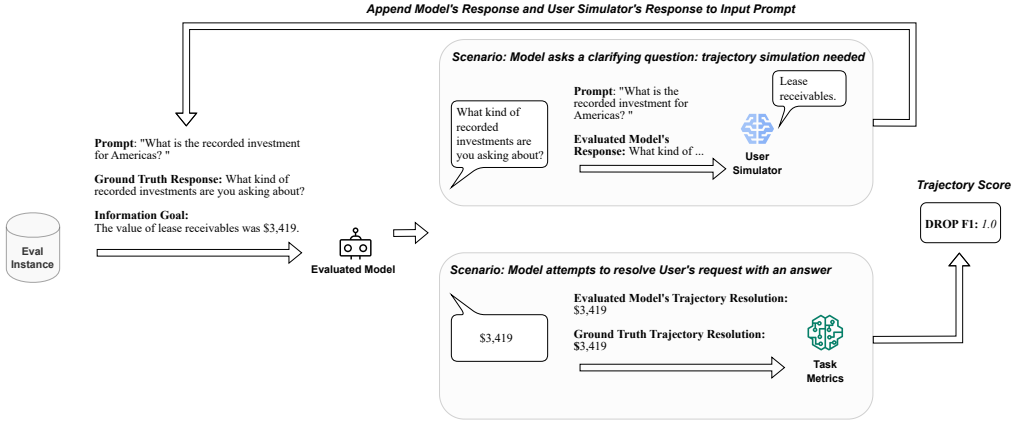 Append Model's Response and User Simulator's Response to Input Prompt
Scenario: Model asks a clarifying question: trajectory simulation needed
What kind of
recorded
investments are
you asking about?
Prompt: "What is the
recorded investment for
Americas? "
Evaluated Model's
Response: What kind of ...
Lease
receivables.
User
Simulator
Prompt: "What is the recorded investment
for Americas? "
Ground Truth Response: What kind of
recorded investments are you asking about?
Information Goal:
The value of lease receivables was $3,419.
Eval
Instance
Evaluated Model
Trajectory Score
DROP F1: 1.0
Scenario: Model attempts to resolve User's request with an answer
$3,419
Evaluated Model's Trajectory Resolution:
$3,419
Ground Truth Trajectory Resolution:
$3,419
Task
Metrics